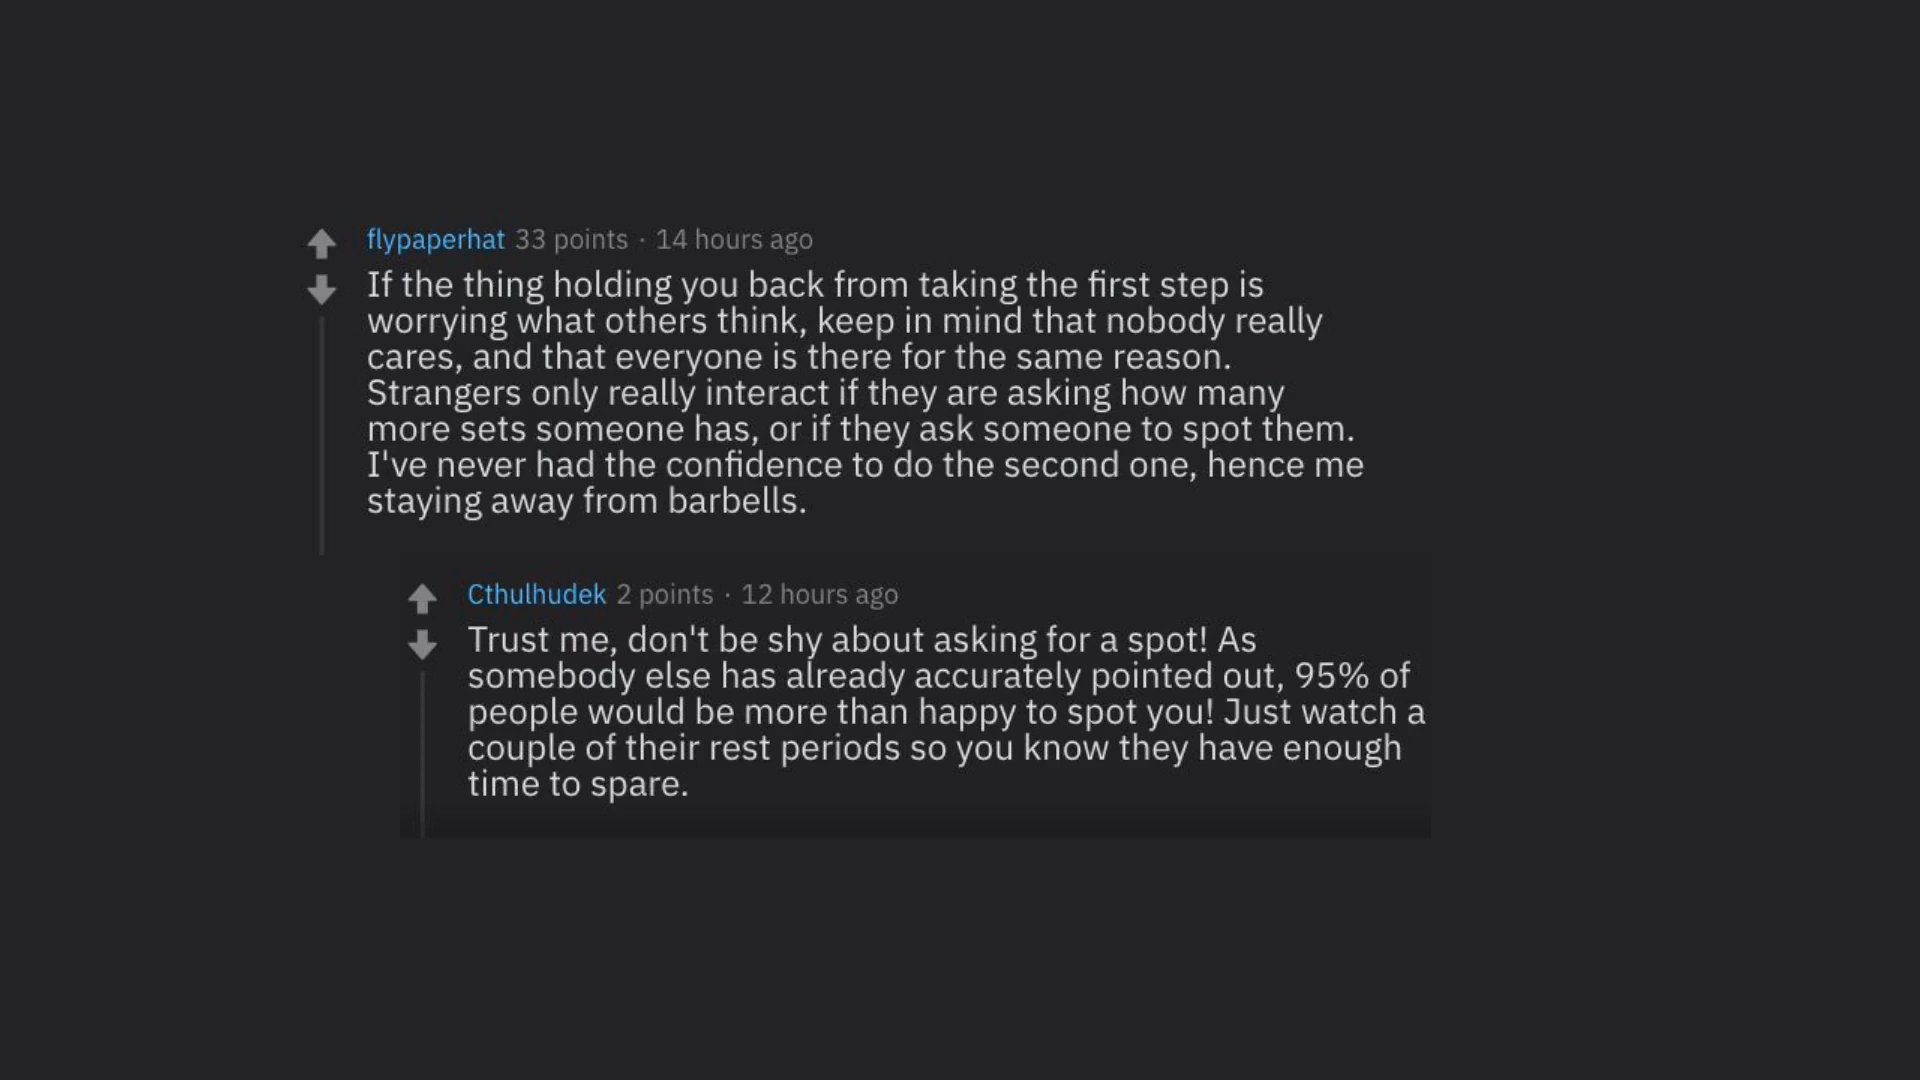 flypaperhat 33 points · 14 hours ago
If the thing holding you back from taking the first step is
worrying what others think, keep in mind that nobody really
cares, and that everyone is there for the same reason.
Strangers only really interact if they are asking how many
more sets someone has, or if they ask someone to spot them.
I've never had the confidence to do the second one, hence me
staying away from barbells.
Cthulhudek 2 points · 12 hours ago
Trust me, don't be shy about asking for a spot! As
somebody else has already accurately pointed out, 95% of
people would be more than happy to spot you! Just watch a
couple of their rest periods so you know they have enough
time to spare.